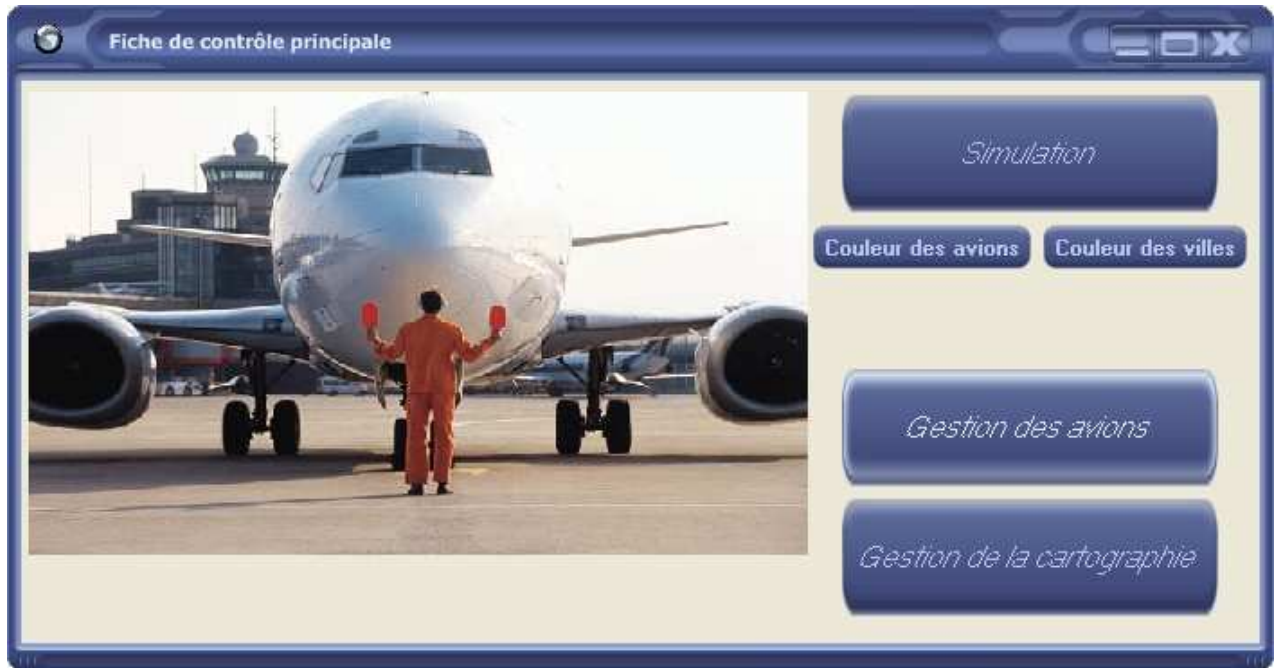 Fiche de contrôle principale
Simulation
Couleur des avions
Couleur des villes
Gestion des avions
Gestion de la cartographie